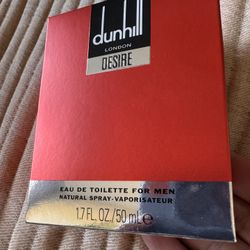 dunhill
LONDON
DESIRE
EAU DE TOILETTE FOR MEN
NATURAL SPRAY-VAPORISATEUR
1.7 FL. OZ./50 ml e